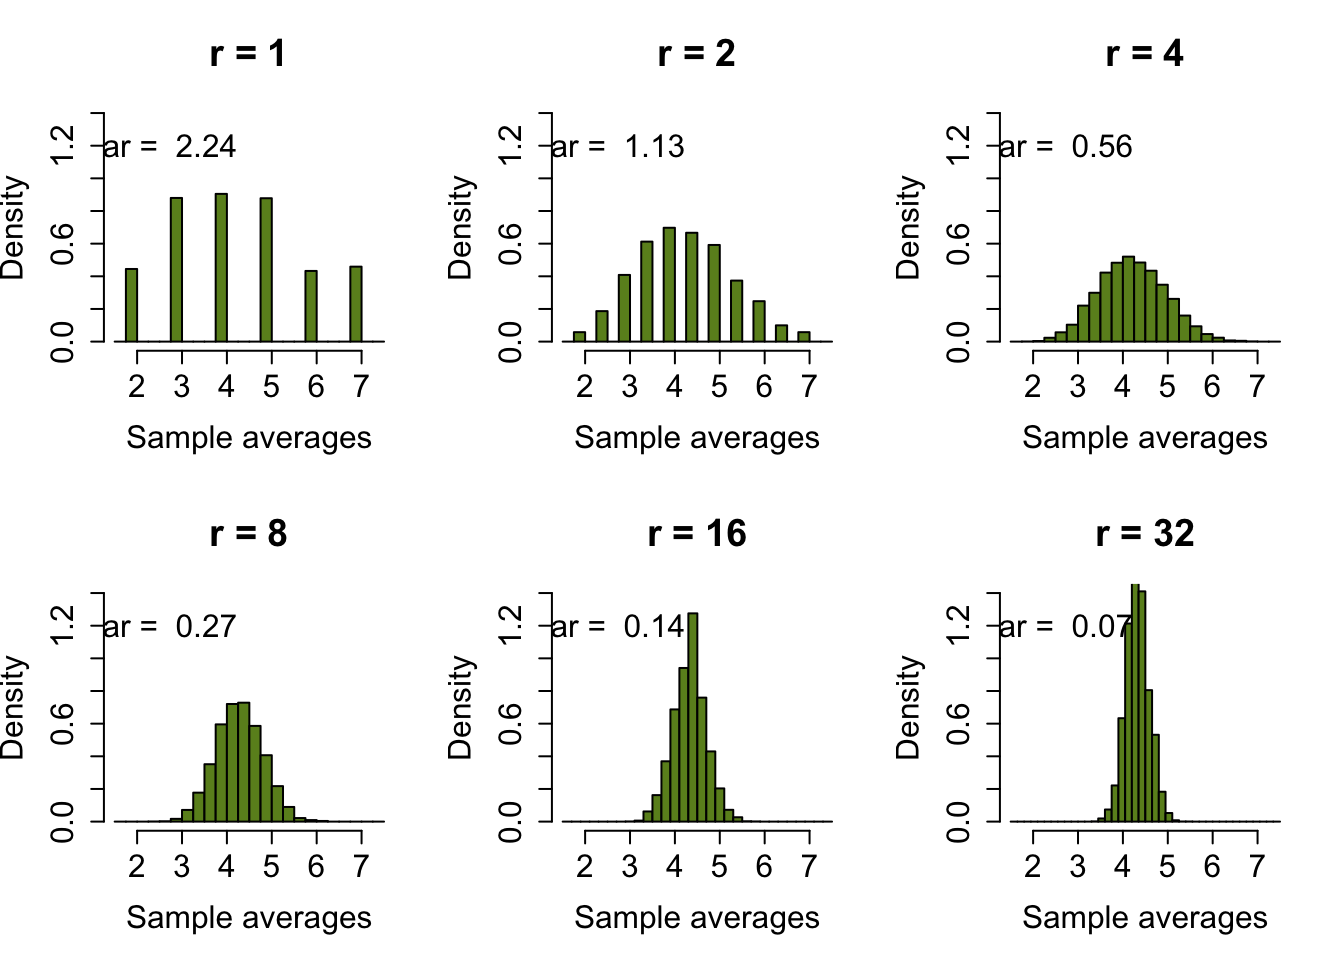 r = 1
ar = 2.24
Density
0.0 0.6 1.2
2 3 4 5 6 7
Sample averages
r = 2
ar = 1.13
Density
0.0 0.6 1.2
2 3 4 5 6 7
Sample averages
r = 4
ar = 0.56
Density
0.0 0.6 1.2
2 3 4 5 6 7
Sample averages
r = 8
ar = 0.27
Density
0.0 0.6 1.2
2 3 4 5 6 7
Sample averages
r = 16
ar = 0.14
Density
0.0 0.6 1.2
2 3 4 5 6 7
Sample averages
r = 32
ar = 0.07
Density
0.0 0.6 1.2
2 3 4 5 6 7
Sample averages